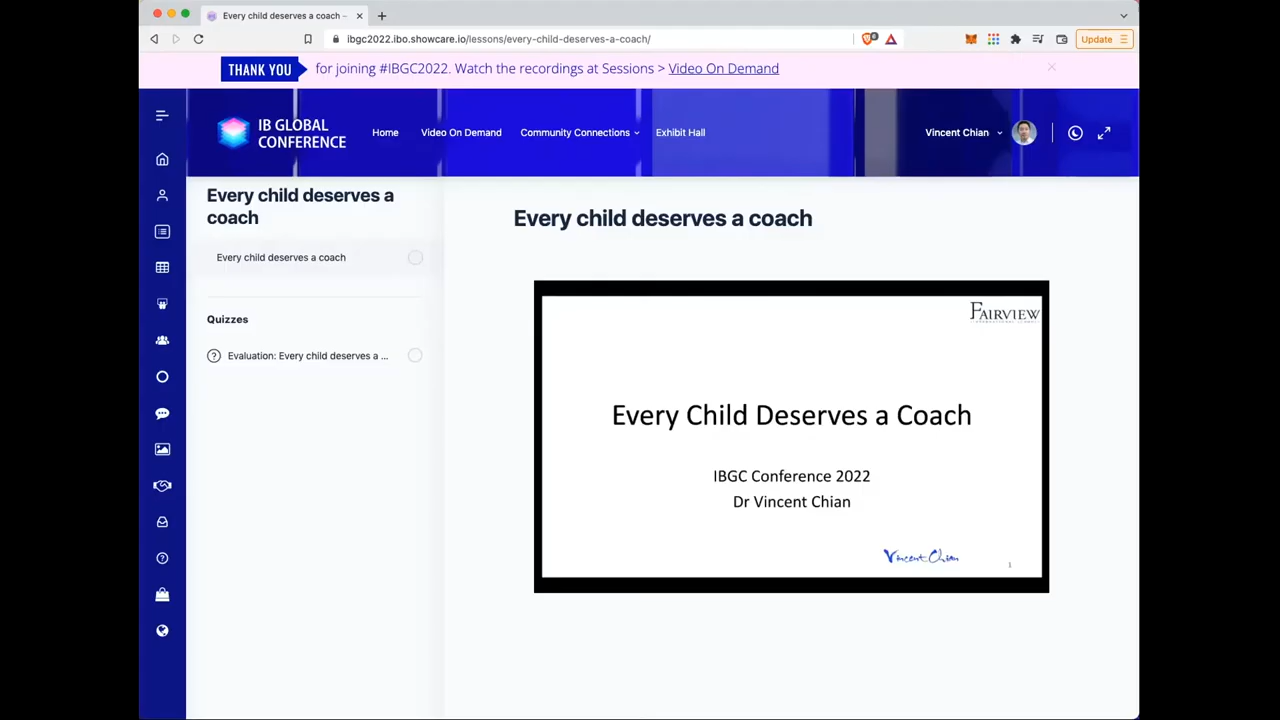 Every child deserves a coach –
ibgc2022.ibo.showcare.io/lessons/every-child-deserves-a-coach/
Update
THANK YOU for joining #IBGC2022. Watch the recordings at Sessions > Video On Demand
IB GLOBAL
CONFERENCE
Home
Video On Demand
Community Connections
Exhibit Hall
Vincent Chian
Every child deserves a
coach
Every child deserves a coach
Quizzes
Evaluation: Every child deserves a ...
Every child deserves a coach
FAIRVIEW
Every Child Deserves a Coach
IBGC Conference 2022
Dr Vincent Chian
Vincent Chian
1